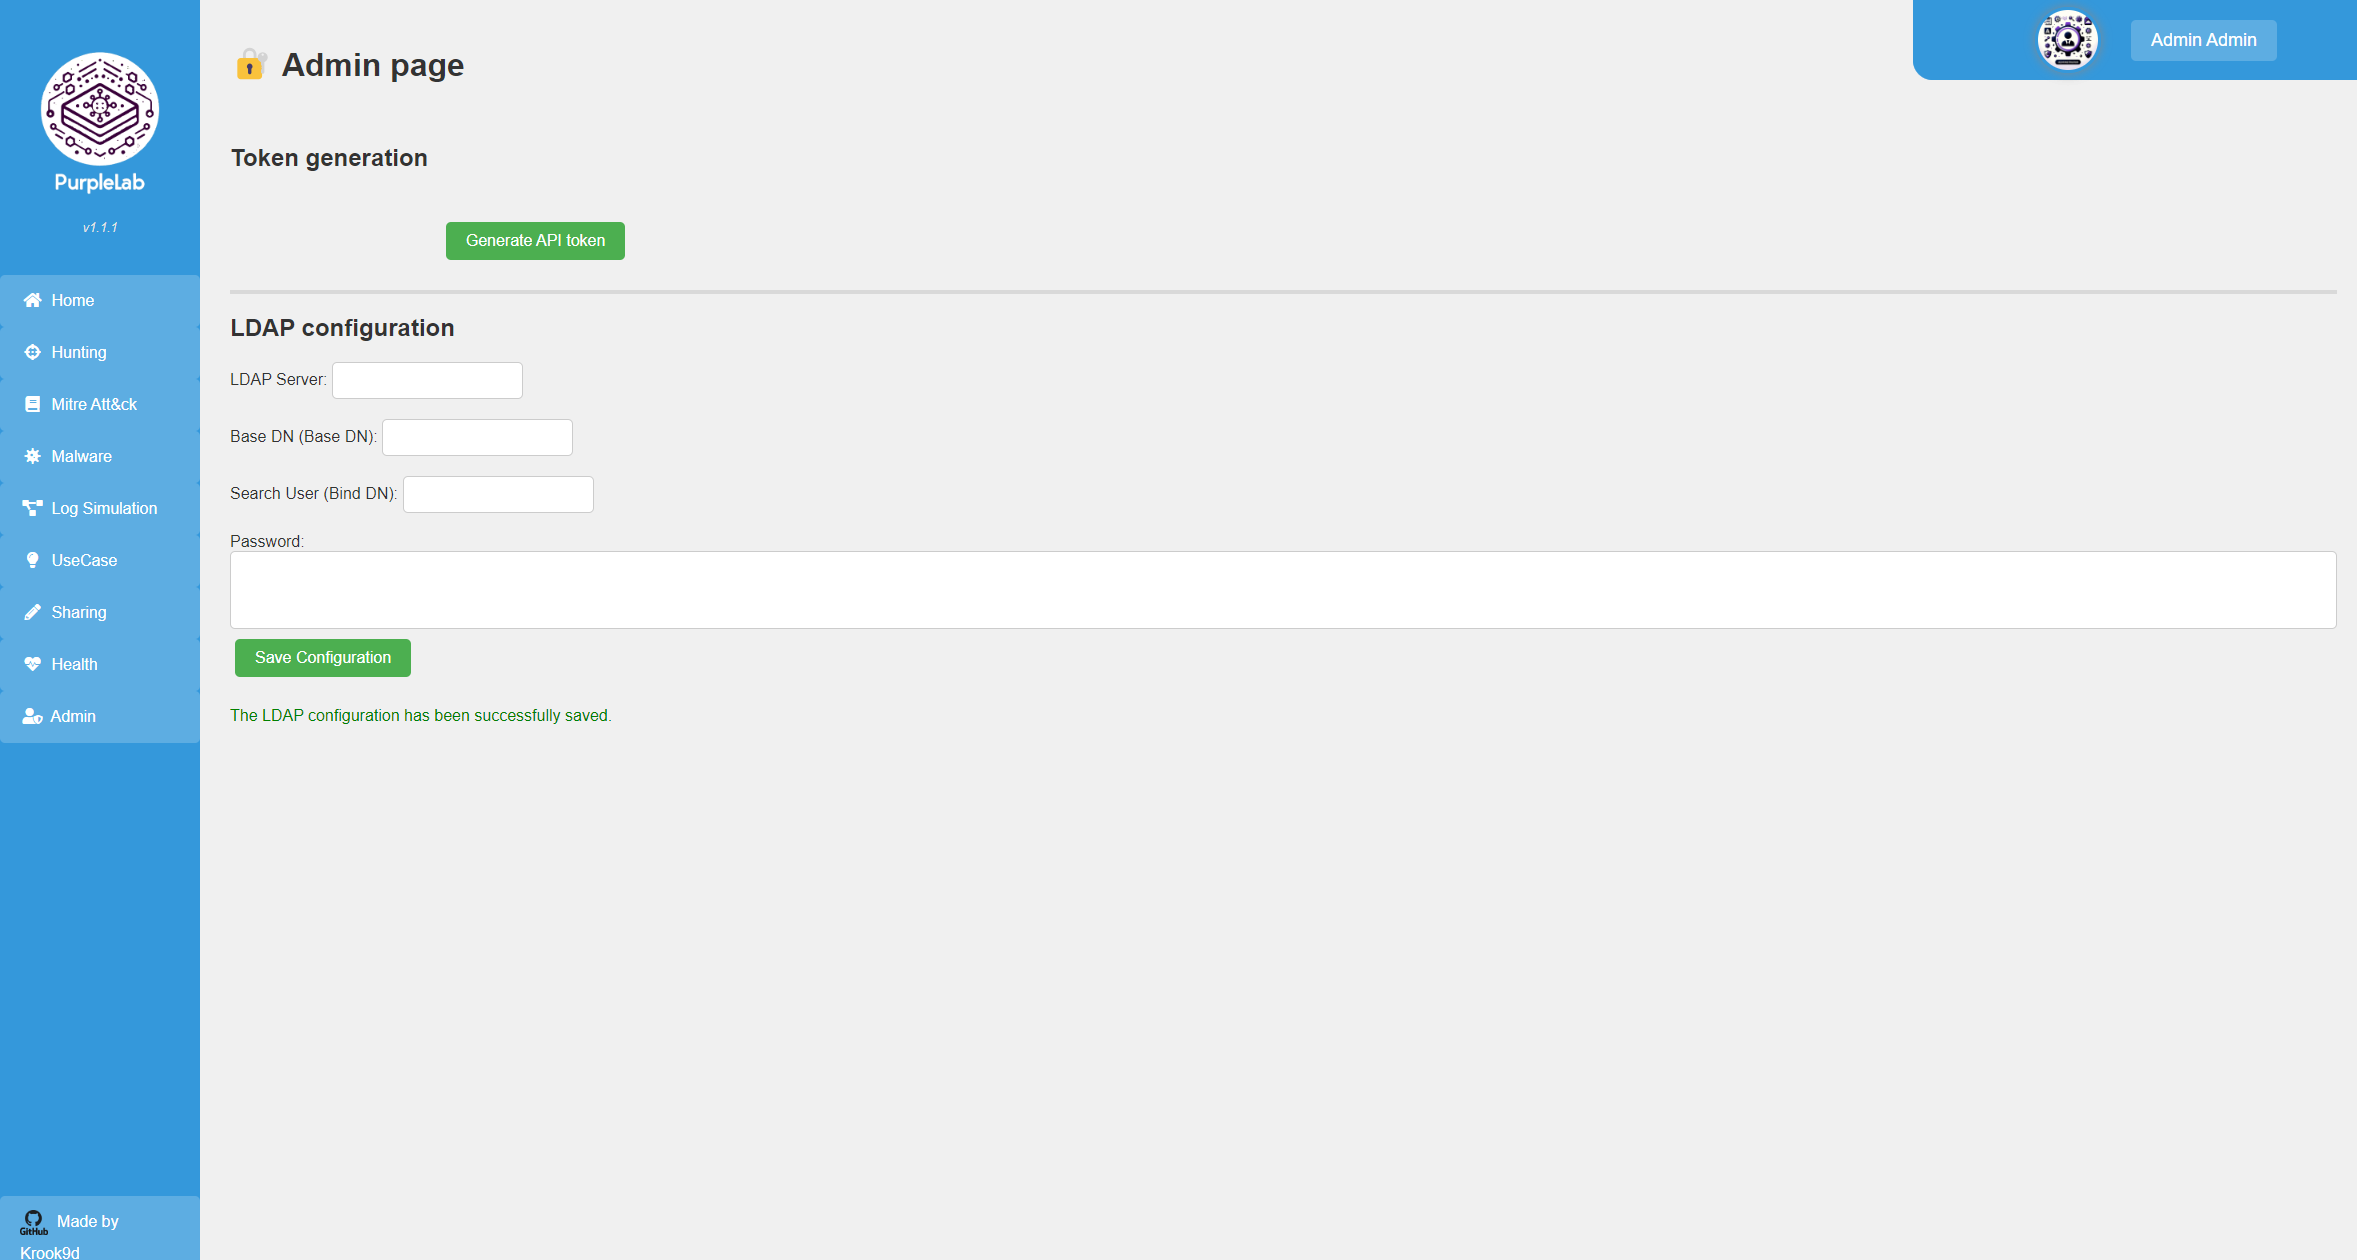 PurpleLab
v1.1.1
Home
Hunting
Mitre Att&ck
Malware
Log Simulation
UseCase
Sharing
Health
Admin
GitHub Made by
Krook9d
Admin page
Admin Admin
Token generation
Generate API token
LDAP configuration
LDAP Server:
Base DN (Base DN):
Search User (Bind DN):
Password:
Save Configuration
The LDAP configuration has been successfully saved.